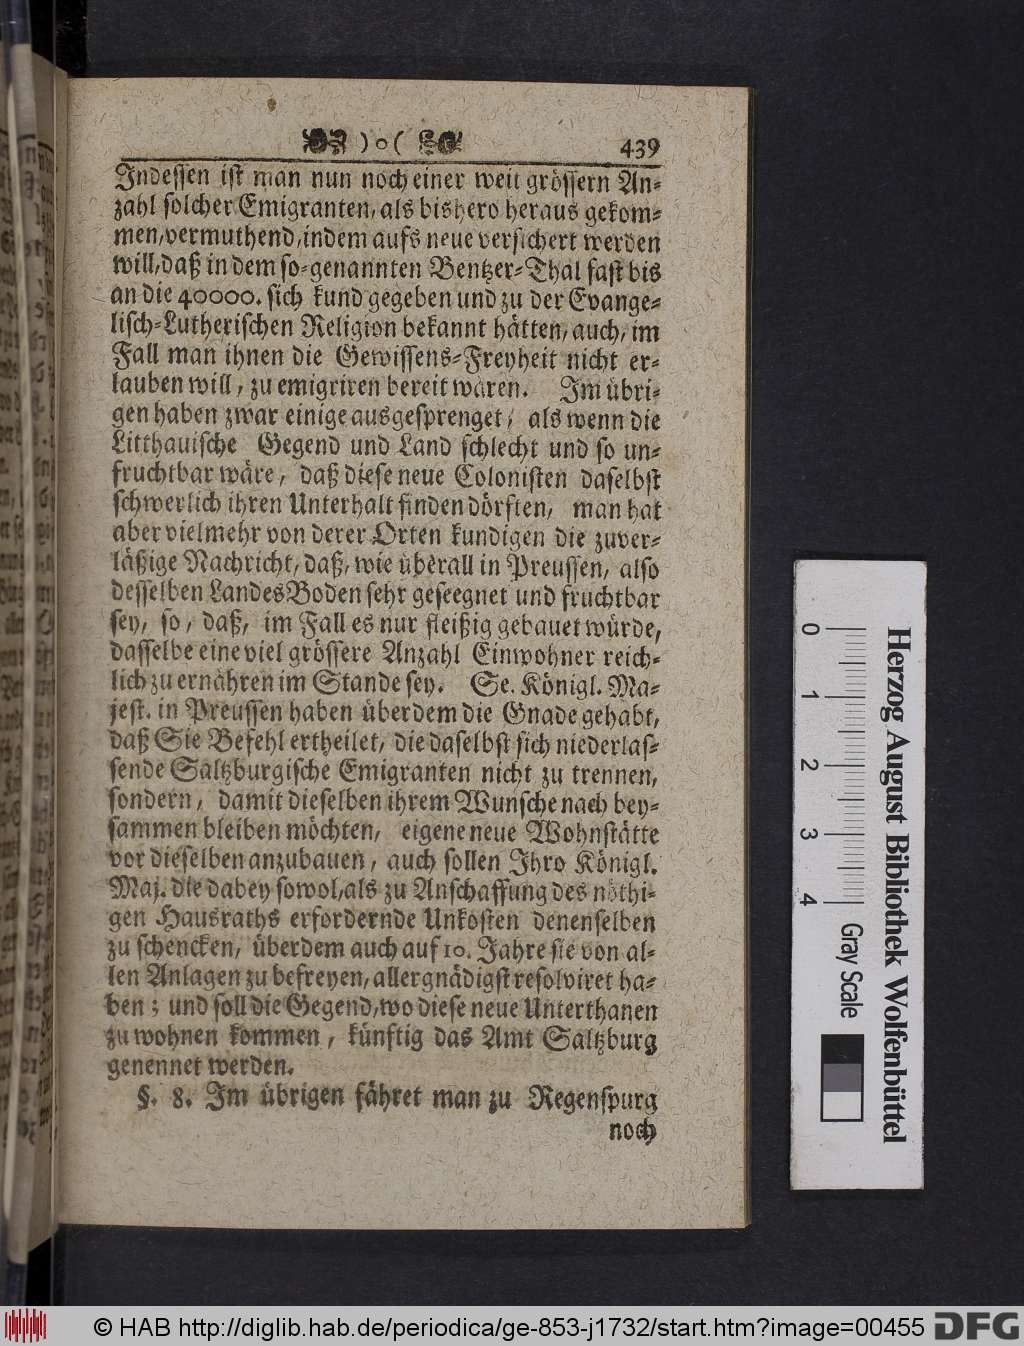 )o( 439
Indessen ist man nun noch einer weit grössern An-
zahl solcher Emigranten, als bishero heraus gekom-
men, vermuthend, indem aufs neue versichert werden
will, daß in dem so-genannten Bentzer-Thal fast bis
an die 40000. sich kund gegeben und zu der Evange-
lisch-Lutherischen Religion bekannt hätten, auch, im
Fall man ihnen die Gewissens-Freyheit nicht er-
lauben will, zu emigriren bereit wären. Im übri-
gen haben zwar einige ausgesprenget, als wenn die
Litthauische Gegend und Land schlecht und so un-
fruchtbar wäre, daß diese neue Colonisten daselbst
schwerlich ihren Unterhalt finden dörften, man hat
aber vielmehr von derer Orten kundigen die zuver-
läßige Nachricht, daß, wie überall in Preussen, also
desselben Landes Boden sehr geseegnet und fruchtbar
sey, so, daß, im Fall es nur fleißig gebauet würde,
dasselbe eine viel grössere Anzahl Einwohner reich-
lich zu ernähren im Stande sey. Se. Königl. Ma-
jest. in Preussen haben überdem die Gnade gehabt,
daß Sie Befehl ertheilet, die daselbst sich niederlas-
sende Saltzburgische Emigranten nicht zu trennen,
sondern, damit dieselben ihrem Wunsche nach bey-
sammen bleiben möchten, eigene neue Wohnstätte
vor dieselben anzubauen, auch sollen Ihro Königl.
Maj. die dabey sowol, als zu Anschaffung des nöthi-
gen Hausraths erfordernde Unkosten denenselben
zu schencken, überdem auch auf 10. Jahre sie von al-
len Anlagen zu befreyen, allergnädigst resolviret ha-
ben; und soll die Gegend, wo diese neue Unterthanen
zu wohnen kommen, künftig das Amt Saltzburg
genennet werden.
§. 8. Im übrigen fähret man zu Regenspurg
noch
0 1 2 3 4
Gray Scale
Herzog August Bibliothek Wolfenbüttel
© HAB http://diglib.hab.de/periodica/ge-853-j1732/start.htm?image=00455
DFG